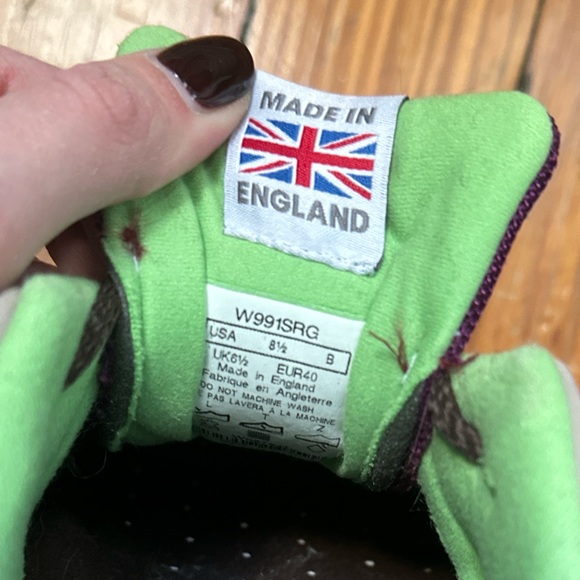 MADE IN
ENGLAND
W991SRG
USA 8½ B
UK6½ EUR40
Made in England
Fabrique en Angleterre
DO NOT MACHINE WASH
PAS LAVERA À LA MACHINE
L T Z